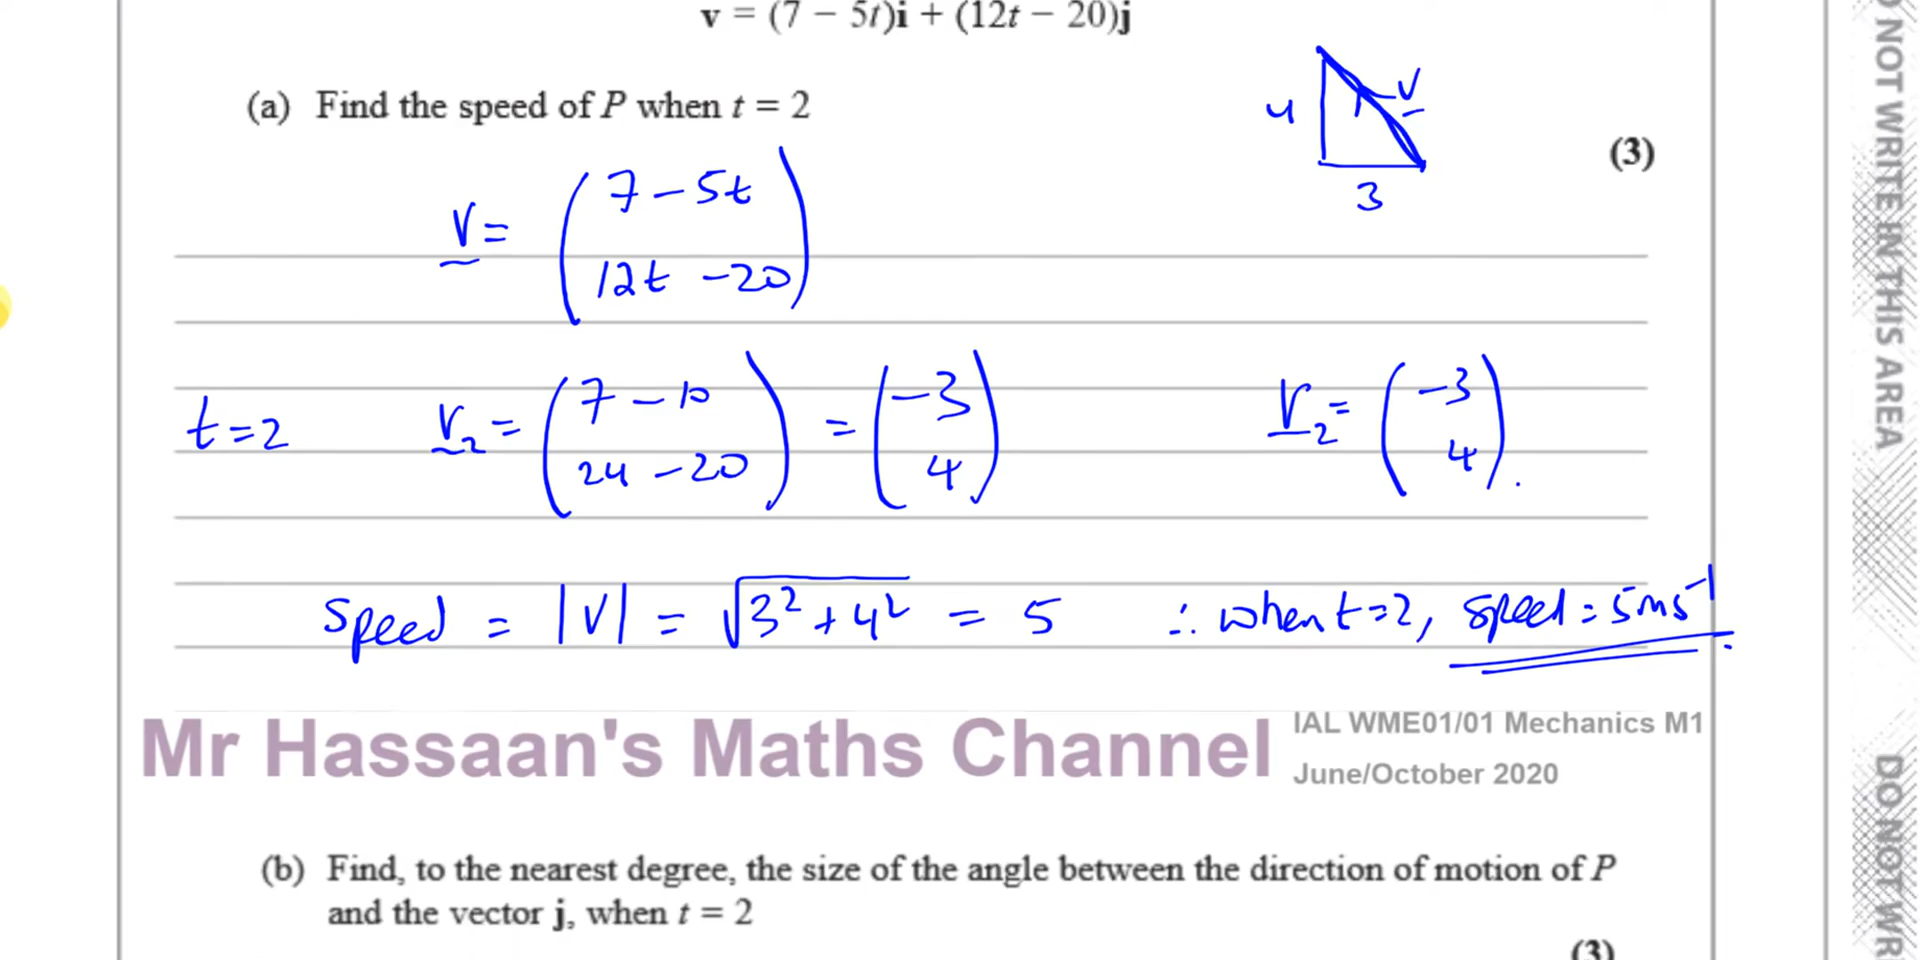 v = (7 − 5t)i + (12t − 20)j
(a) Find the speed of P when t = 2
4 v
3
(3)
v = (7 − 5t
12t − 20)
t = 2 v₂ = (7 − 10
24 − 20) = (−3
4) v₂ = (−3
4).
Speed = |v| = √3² + 4² = 5 ∴ when t = 2, speed = 5ms⁻¹.
Mr Hassaan's Maths Channel
IAL WME01/01 Mechanics M1
June/October 2020
(b) Find, to the nearest degree, the size of the angle between the direction of motion of P
and the vector j, when t = 2
(3)
NOT WRITE IN THIS AREA
DO NOT WR